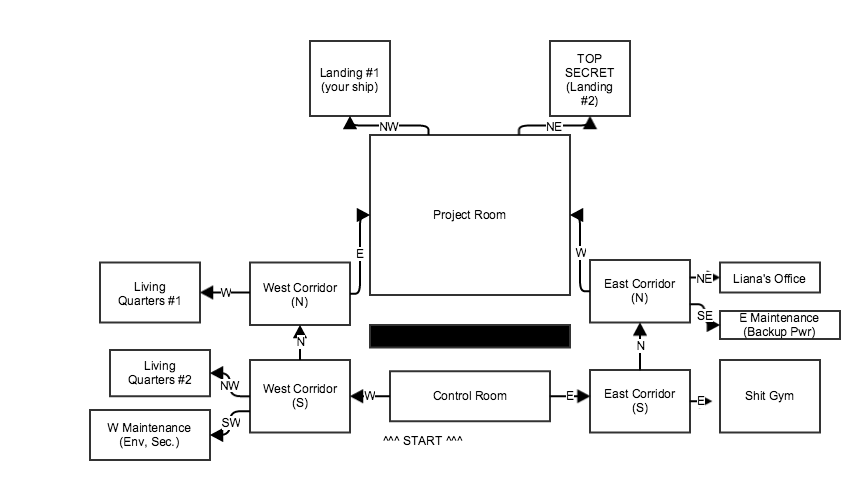 Landing #1
(your ship)
TOP
SECRET
(Landing
#2)
NW
NE
Project Room
E
W
Living
Quarters #1
W
West Corridor
(N)
East Corridor
(N)
NE
Liana's Office
SE
E Maintenance
(Backup Pwr)
N
N
Living
Quarters #2
NW
West Corridor
(S)
W
Control Room
E
East Corridor
(S)
E
Shit Gym
W Maintenance
(Env, Sec.)
SW
^^^ START ^^^